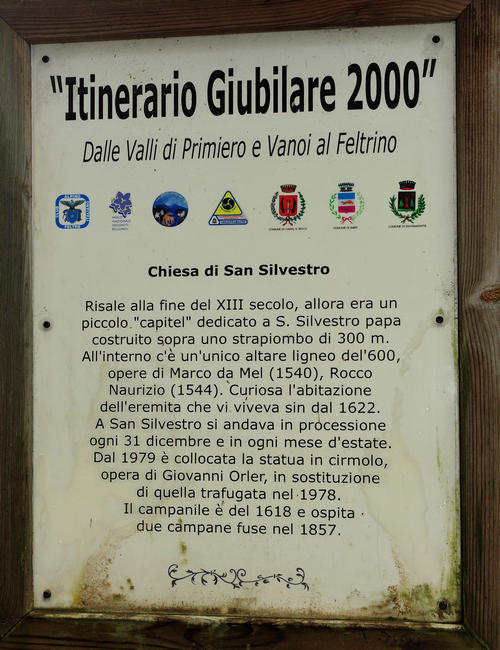 “Itinerario Giubilare 2000”
Dalle Valli di Primiero e Vanoi al Feltrino
Chiesa di San Silvestro
Risale alla fine del XIII secolo, allora era un
piccolo "capitel" dedicato a S. Silvestro papa
costruito sopra uno strapiombo di 300 m.
All'interno c'è un'unico altare ligneo del'600,
opere di Marco da Mel (1540), Rocco
Naurizio (1544). Curiosa l'abitazione
dell'eremita che vi viveva sin dal 1622.
A San Silvestro si andava in processione
ogni 31 dicembre e in ogni mese d'estate.
Dal 1979 è collocata la statua in cirmolo,
opera di Giovanni Orler, in sostituzione
di quella trafugata nel 1978.
Il campanile è del 1618 e ospita
due campane fuse nel 1857.